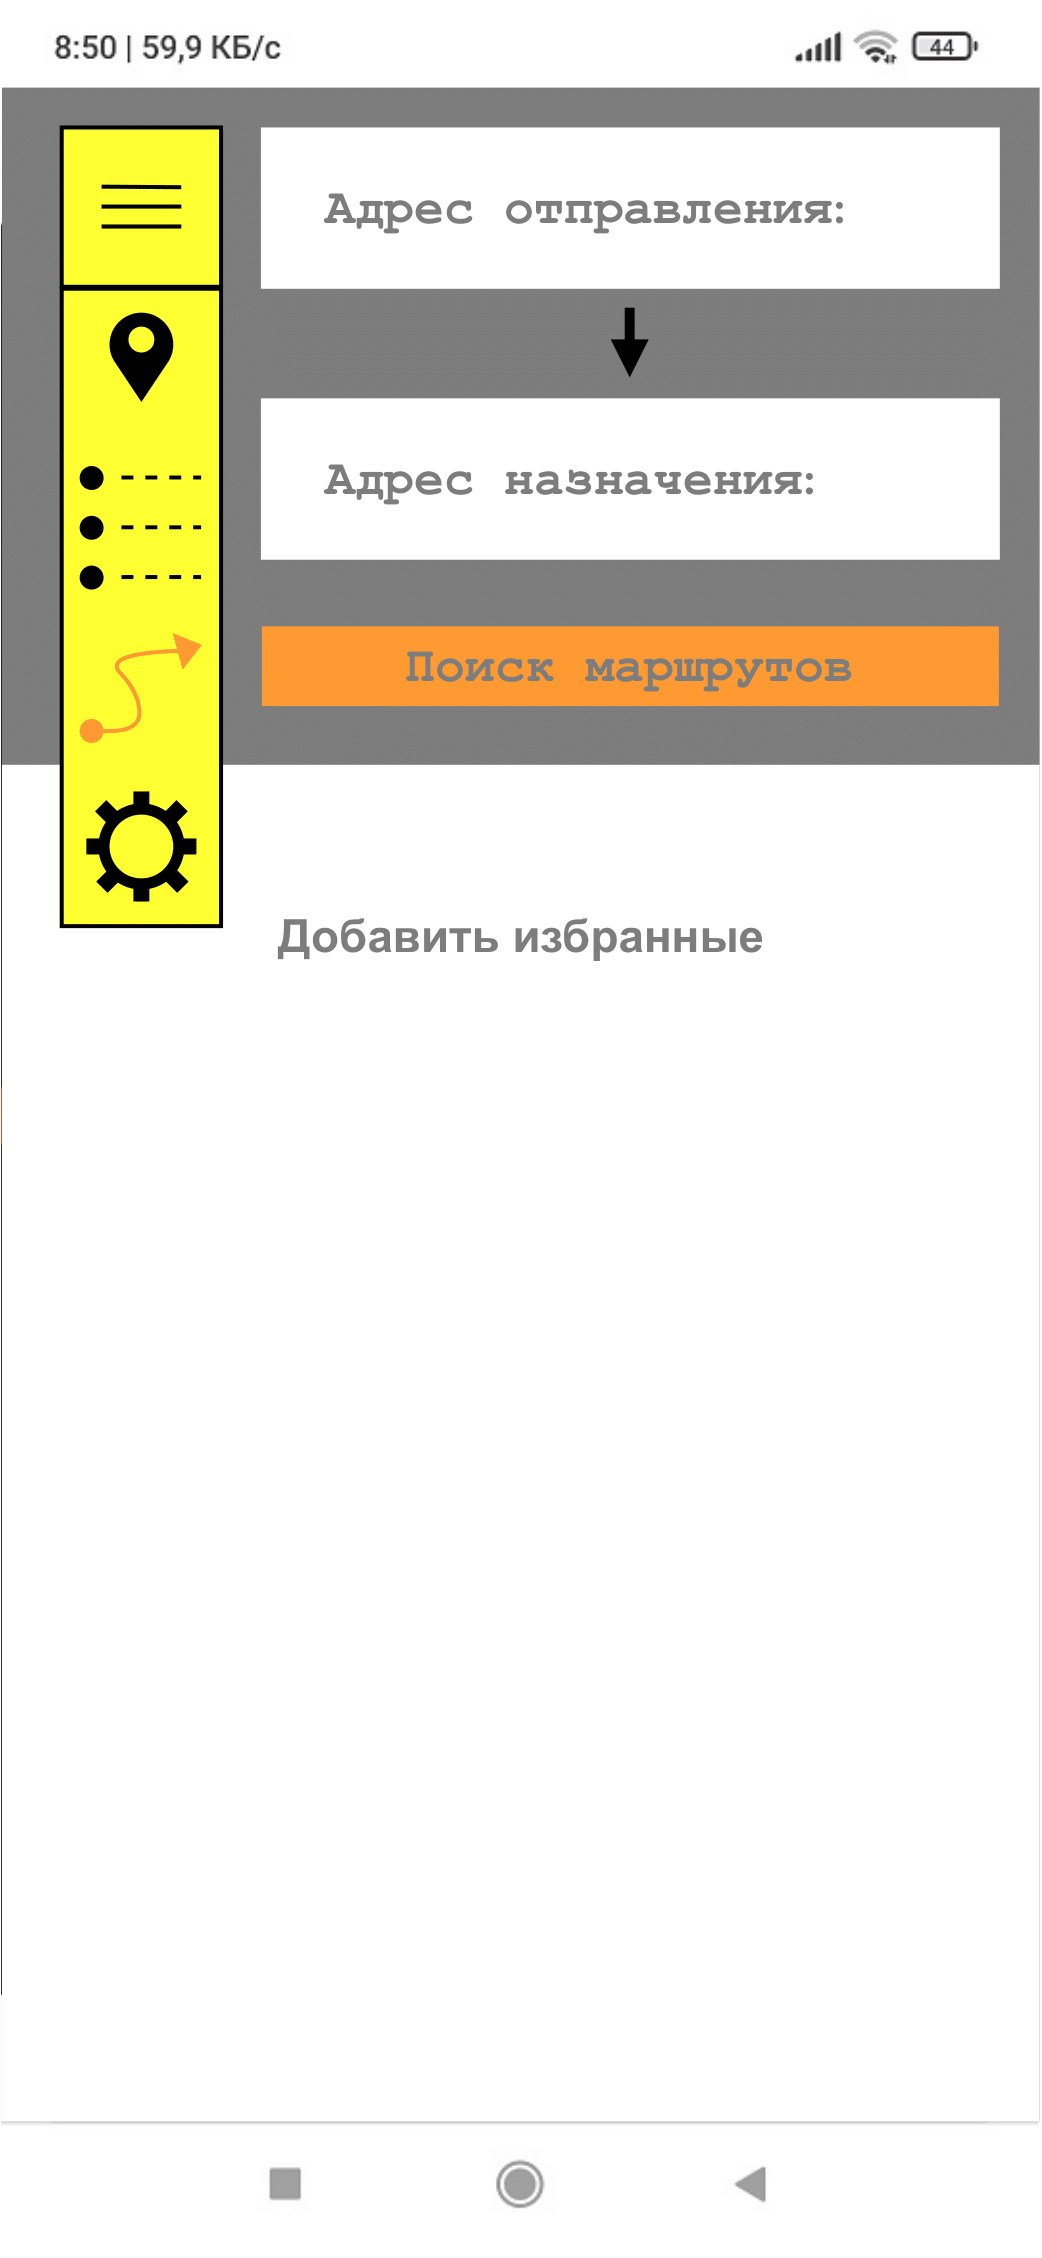 8:50 | 59,9 КБ/с
44
Адрес отправления:
Адрес назначения:
Поиск маршрутов
Добавить избранные